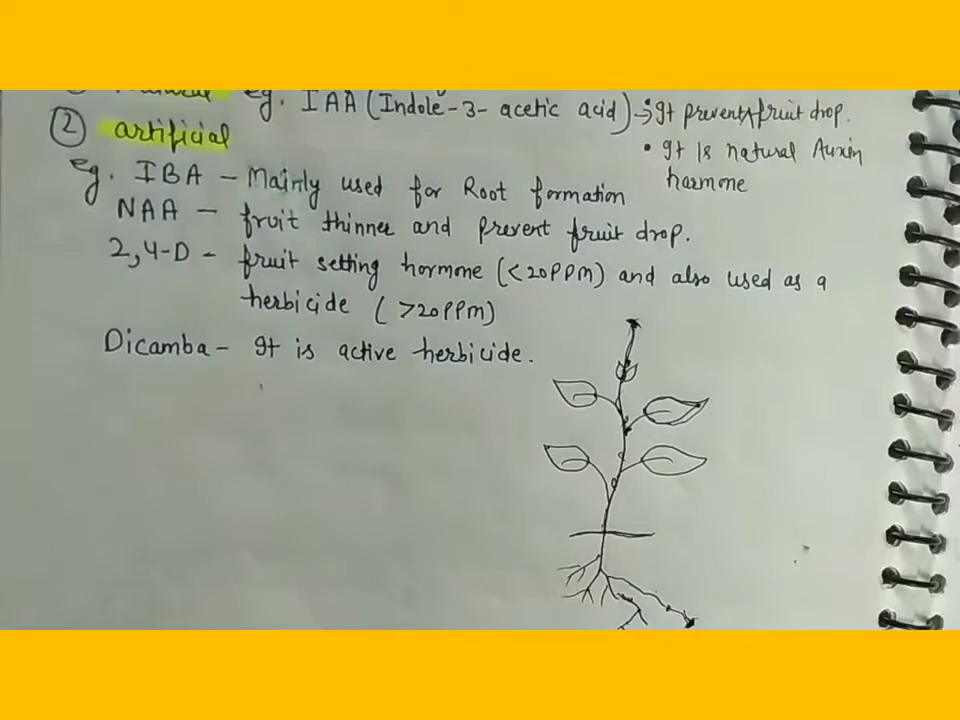 eg. IAA (Indole-3-acetic acid) → It prevents fruit drop.
② artificial
• It is natural Auxin
harmone
eg. IBA - Mainly used for Root formation
NAA - fruit thinner and prevent fruit drop.
2,4-D - fruit setting hormone (<20PPM) and also used as a
herbicide (>20PPM)
Dicamba - It is active herbicide.